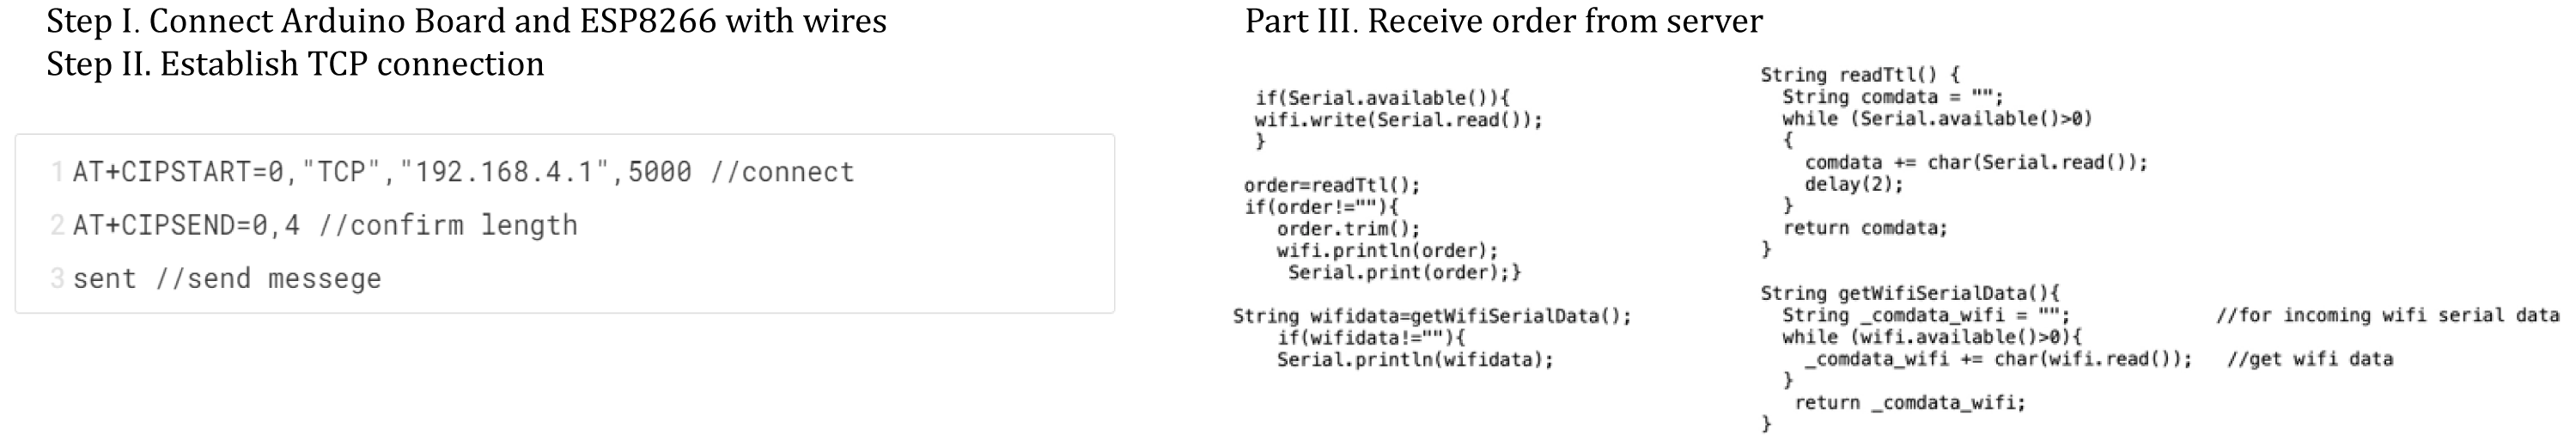 Step I. Connect Arduino Board and ESP8266 with wires
Step II. Establish TCP connection
1 AT+CIPSTART=0,"TCP","192.168.4.1",5000 //connect
2 AT+CIPSEND=0,4 //confirm length
3 sent //send messege
Part III. Receive order from server
if(Serial.available()){
wifi.write(Serial.read());
}
order=readTtl();
if(order!=""){
order.trim();
wifi.println(order);
Serial.print(order);}
String wifidata=getWifiSerialData();
if(wifidata!=""){
Serial.println(wifidata);
String readTtl() {
String comdata = "";
while (Serial.available()>0)
{
comdata += char(Serial.read());
delay(2);
}
return comdata;
}
String getWifiSerialData(){
String _comdata_wifi = ""; //for incoming wifi serial data
while (wifi.available()>0){
_comdata_wifi += char(wifi.read()); //get wifi data
}
return _comdata_wifi;
}